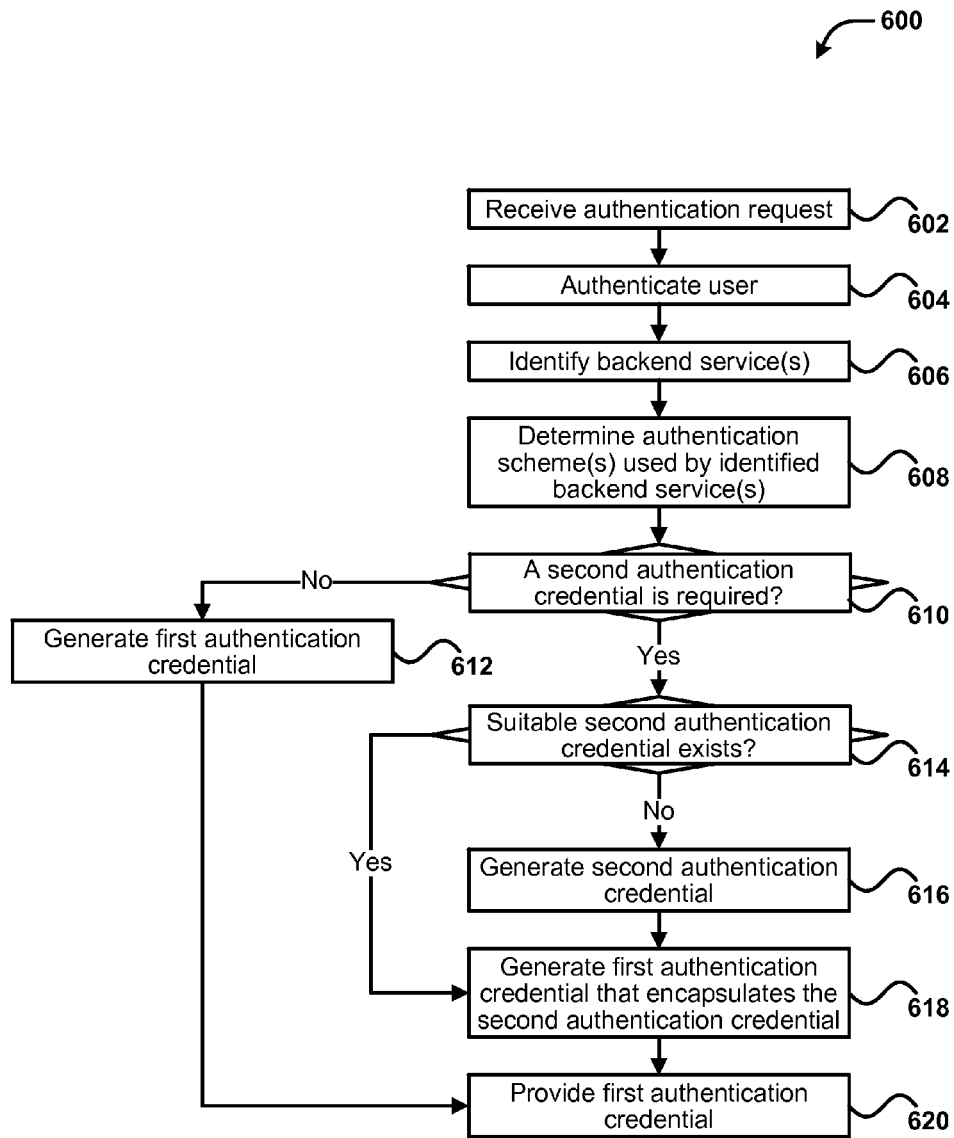 600
Receive authentication request
602
Authenticate user
604
Identify backend service(s)
606
Determine authentication
scheme(s) used by identified
backend service(s)
608
A second authentication
credential is required?
610
No
Generate first authentication
credential
612
Yes
Suitable second authentication
credential exists?
614
No
Yes
Generate second authentication
credential
616
Generate first authentication
credential that encapsulates the
second authentication credential
618
Provide first authentication
credential
620